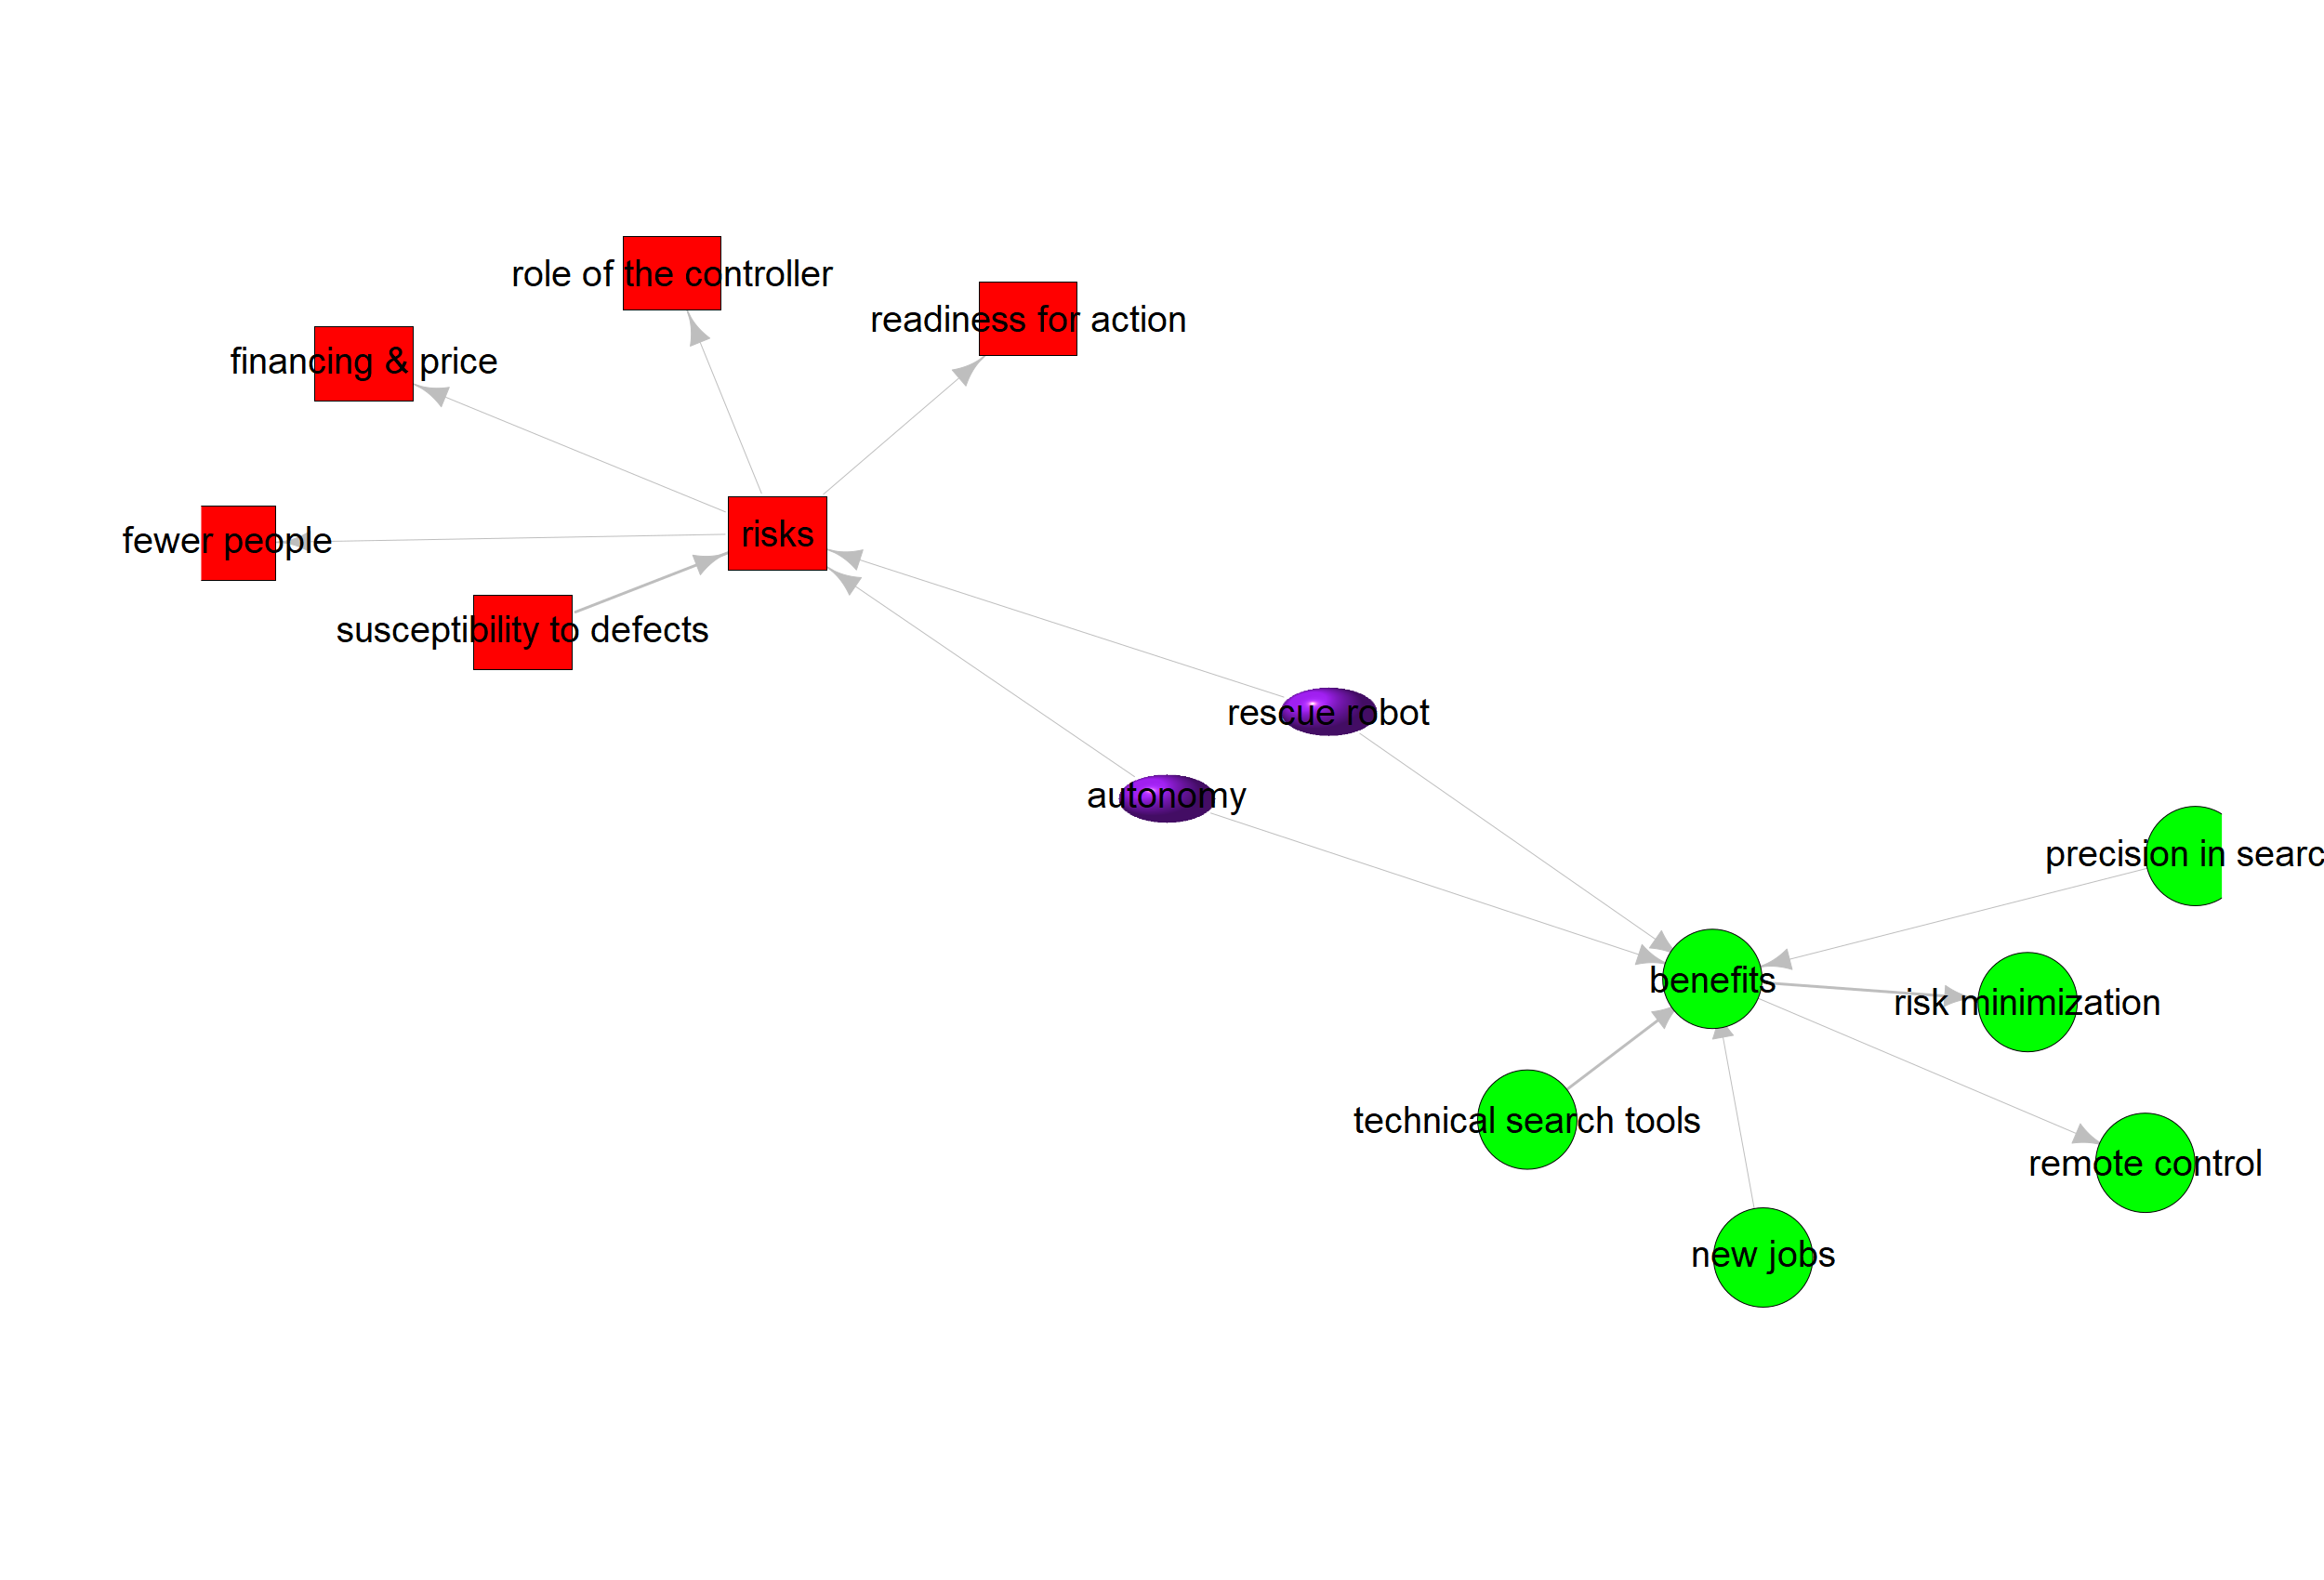 role of the controller
readiness for action
financing & price
risks
fewer people
susceptibility to defects
rescue robot
autonomy
precision in searc
benefits
risk minimization
technical search tools
remote control
new jobs